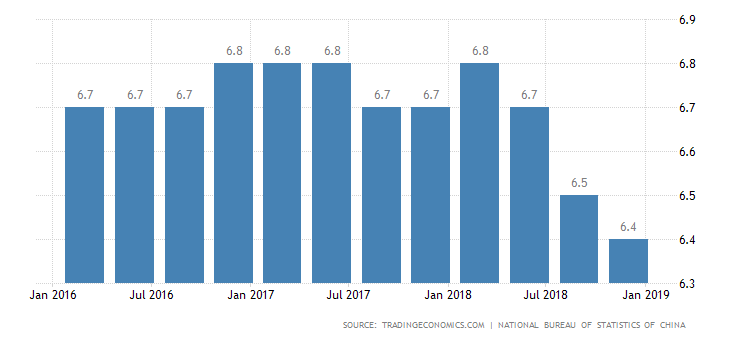 6.9
6.8 6.8 6.8 6.8 6.8
6.7 6.7 6.7 6.7 6.7 6.7 6.7
6.6
6.5 6.5
6.4 6.4
6.3
Jan 2016 Jul 2016 Jan 2017 Jul 2017 Jan 2018 Jul 2018 Jan 2019
SOURCE: TRADINGECONOMICS.COM | NATIONAL BUREAU OF STATISTICS OF CHINA